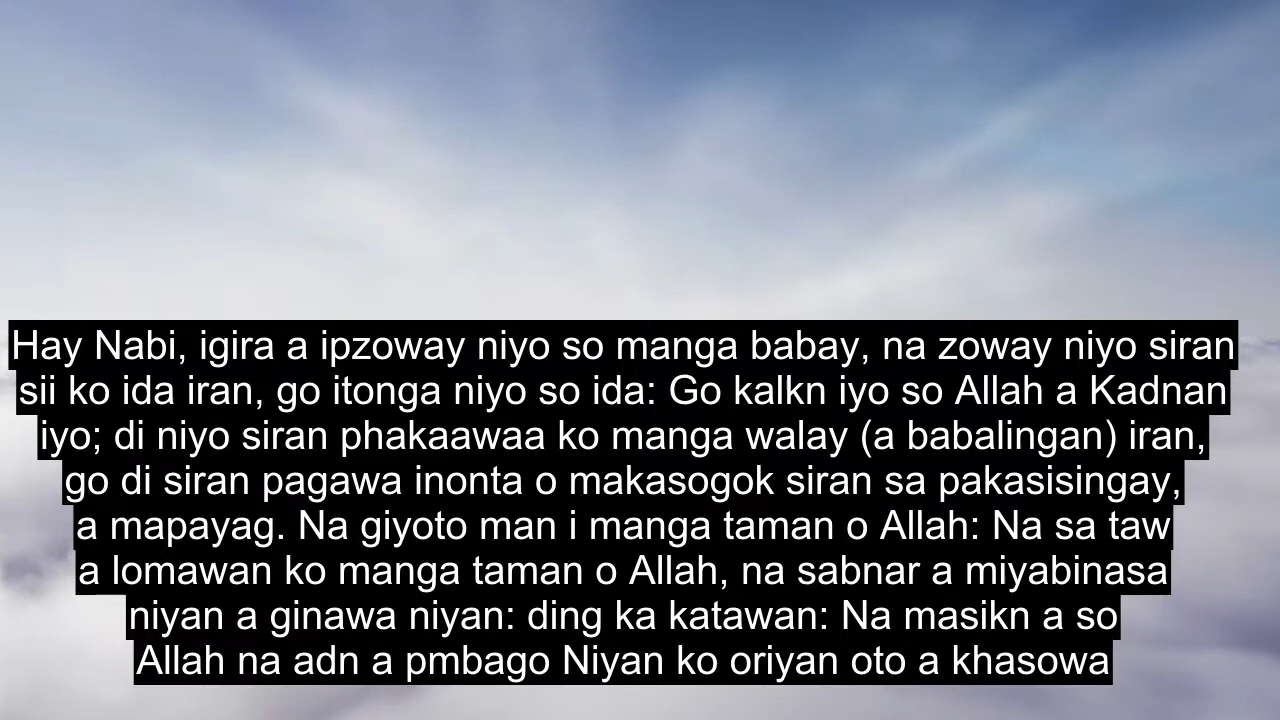 Hay Nabi, igira a ipzoway niyo so manga babay, na zoway niyo siran
sii ko ida iran, go itonga niyo so ida: Go kalkn iyo so Allah a Kadnan
iyo; di niyo siran phakaawaa ko manga walay (a babalingan) iran,
go di siran pagawa inonta o makasogok siran sa pakasisingay,
a mapayag. Na giyoto man i manga taman o Allah: Na sa taw
a lomawan ko manga taman o Allah, na sabnar a miyabinasa
niyan a ginawa niyan: ding ka katawan: Na masikn a so
Allah na adn a pmbago Niyan ko oriyan oto a khasowa